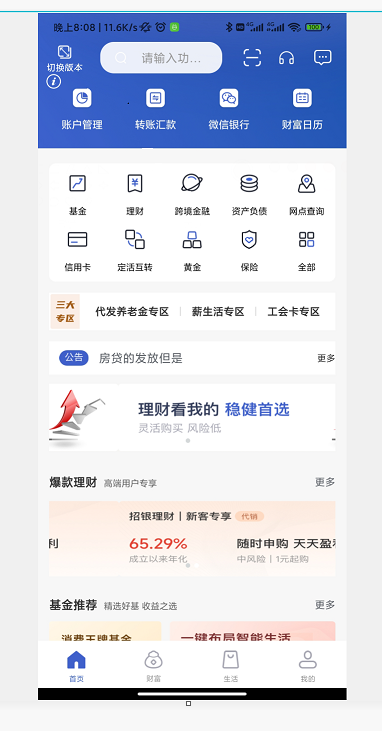 晚上8:08 | 11.6K/s
4G 4G 100
切换版本
请输入功...
账户管理 转账汇款 微信银行 财富日历
基金 理财 跨境金融 资产负债 网点查询
信用卡 定活互转 黄金 保险 全部
三大
专区
代发养老金专区 | 薪生活专区 | 工会卡专区
公告 房贷的发放但是 更多
理财看我的 稳健首选
灵活购买 风险低
爆款理财 高端用户专享 更多
招银理财 | 新客专享 代销
利 65.29% 随时申购 天天盈利
成立以来年化 中风险 | 1元起购
基金推荐 精选好基 收益之选 更多
消费王牌基金 一键布局智能生活
首页 财富 生活 我的